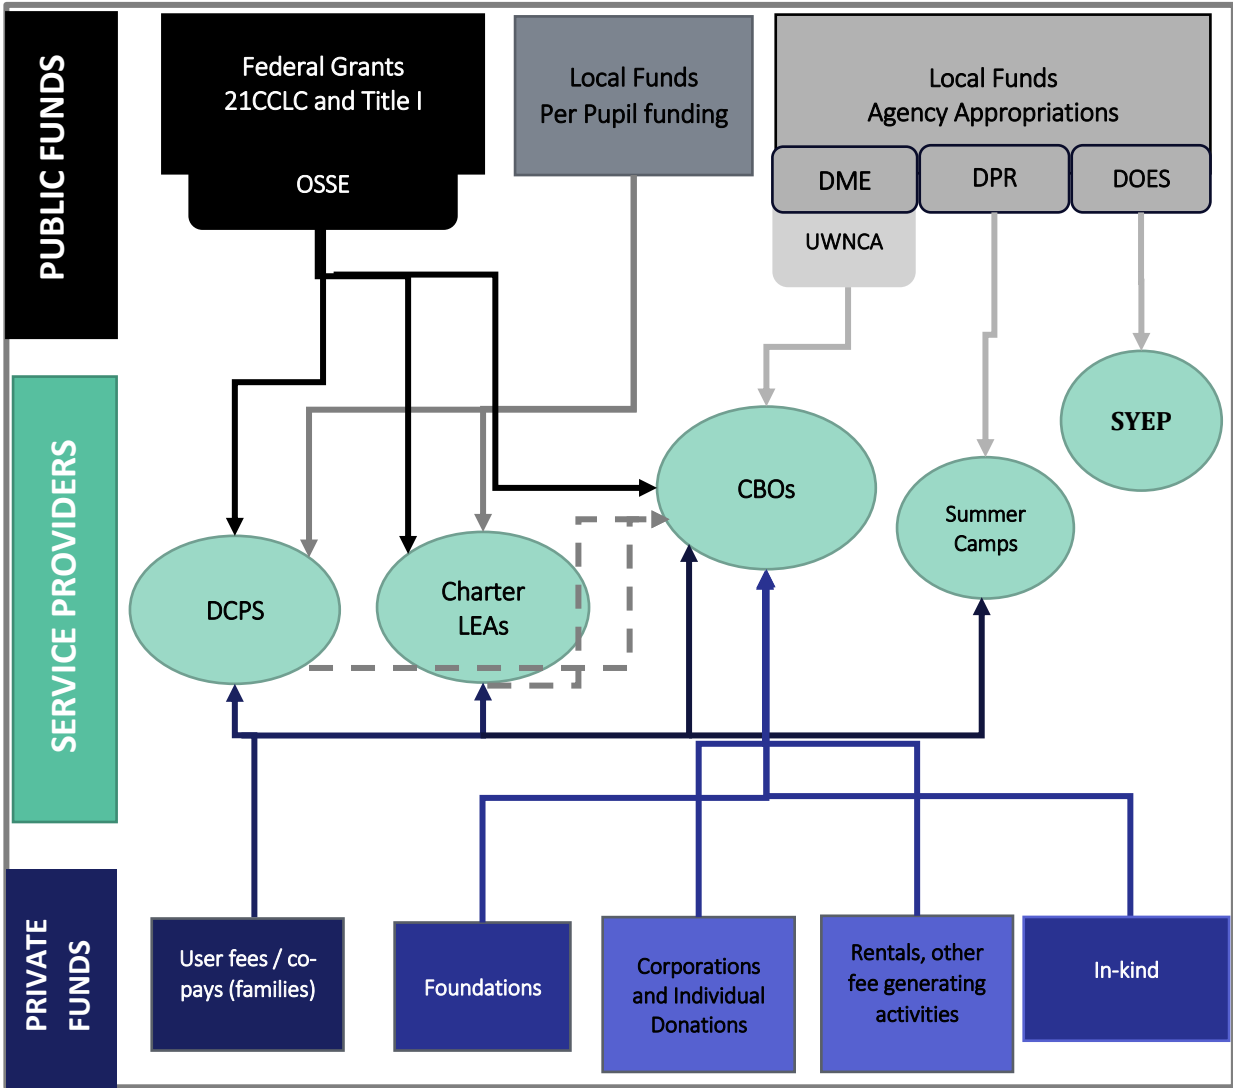 PUBLIC FUNDS
Federal Grants
21CCLC and Title I
OSSE
Local Funds
Per Pupil funding
Local Funds
Agency Appropriations
DME
DPR
DOES
UWNCA
SERVICE PROVIDERS
DCPS
Charter
LEAs
CBOs
Summer
Camps
SYEP
PRIVATE
FUNDS
User fees / co-
pays (families)
Foundations
Corporations
and Individual
Donations
Rentals, other
fee generating
activities
In-kind